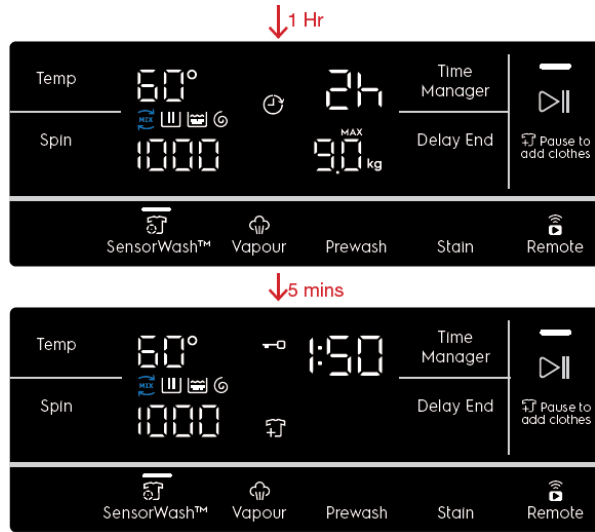 1 Hr
Temp 60° 2h Time Manager
MIX
Spin 1000 MAX 9.0 kg Delay End Pause to add clothes
SensorWash™ Vapour Prewash Stain Remote
5 mins
Temp 60° 1:50 Time Manager
MIX
Spin 1000 Delay End Pause to add clothes
SensorWash™ Vapour Prewash Stain Remote